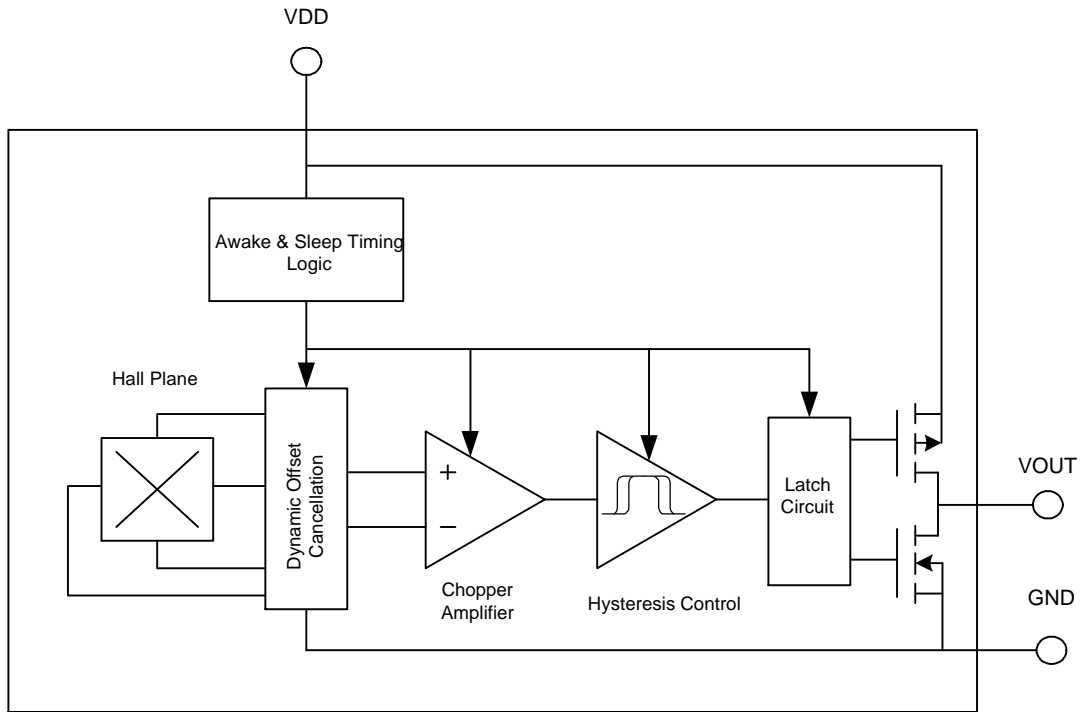 VDD
Awake & Sleep Timing
Logic
Hall Plane
Dynamic Offset
Cancellation
+
−
Chopper
Amplifier
Hysteresis Control
Latch
Circuit
VOUT
GND